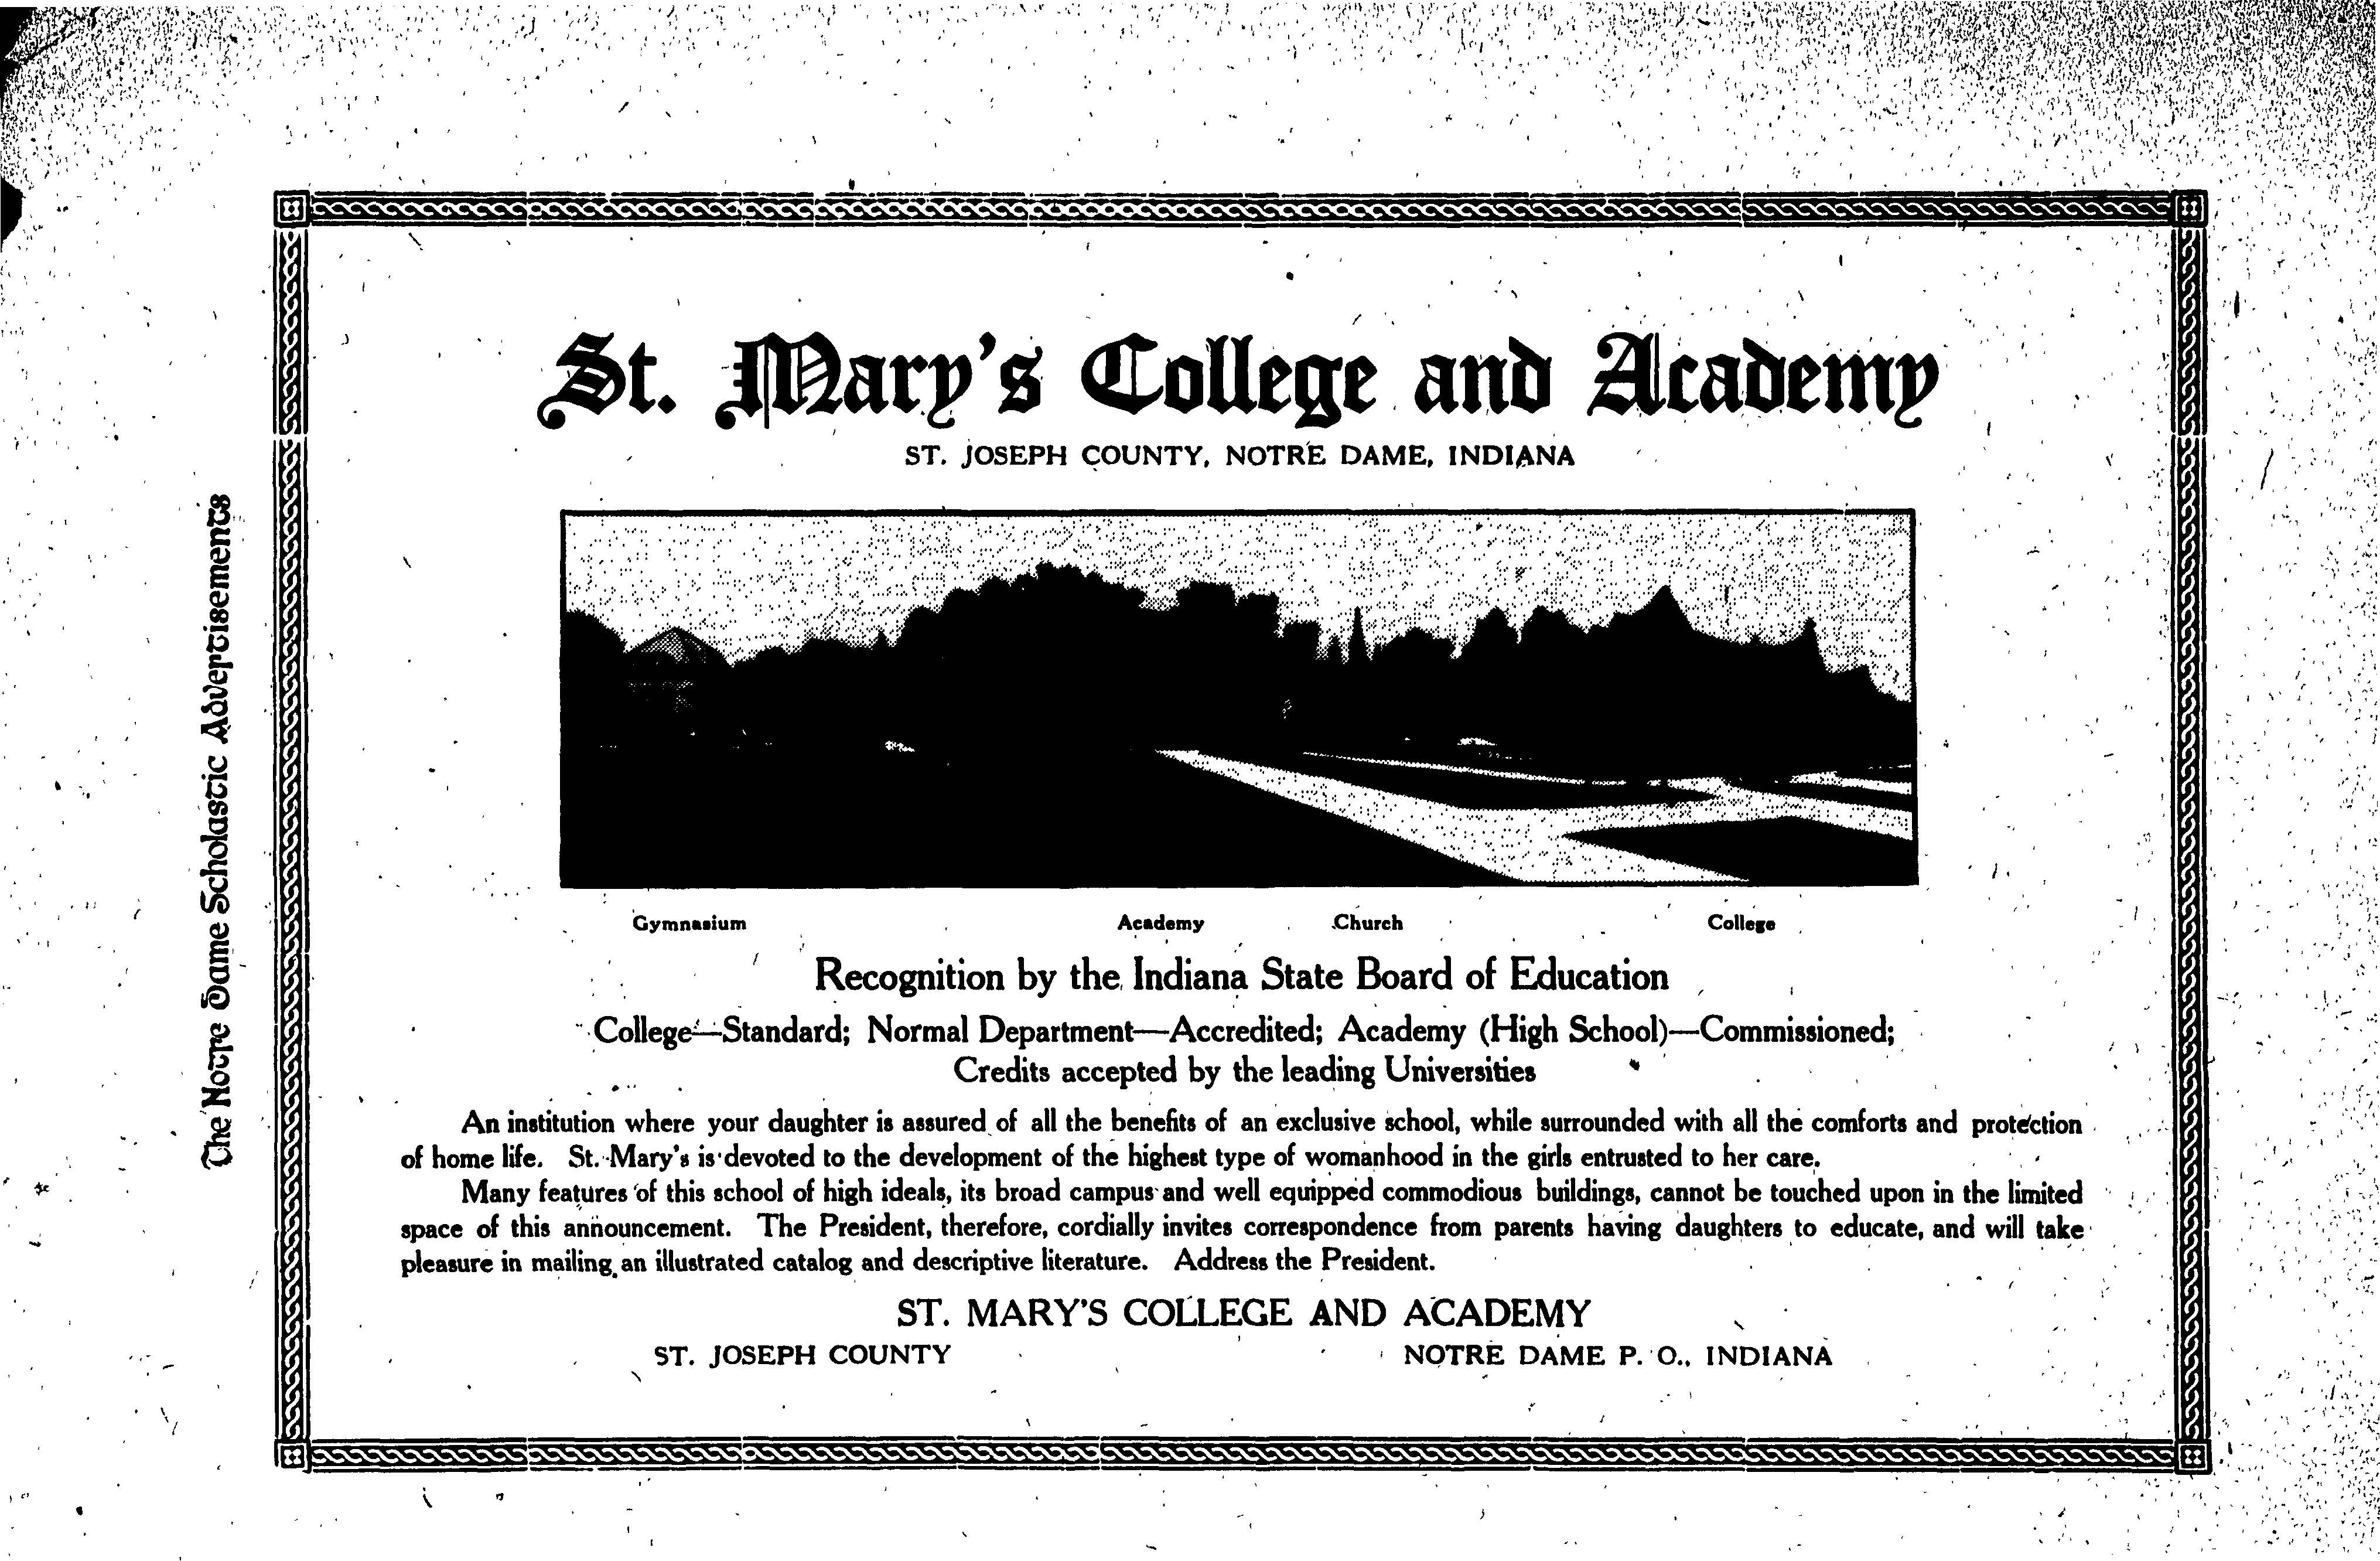 The Notre Dame Scholastic Advertisements
St. Mary's College and Academy
ST. JOSEPH COUNTY, NOTRE DAME, INDIANA
Gymnasium Academy Church College
Recognition by the Indiana State Board of Education
College—Standard; Normal Department—Accredited; Academy (High School)—Commissioned;
Credits accepted by the leading Universities
An institution where your daughter is assured of all the benefits of an exclusive school, while surrounded with all the comforts and protection
of home life. St. Mary's is devoted to the development of the highest type of womanhood in the girls entrusted to her care.
Many features of this school of high ideals, its broad campus and well equipped commodious buildings, cannot be touched upon in the limited
space of this announcement. The President, therefore, cordially invites correspondence from parents having daughters to educate, and will take
pleasure in mailing an illustrated catalog and descriptive literature. Address the President.
ST. MARY'S COLLEGE AND ACADEMY
ST. JOSEPH COUNTY NOTRE DAME P. O., INDIANA